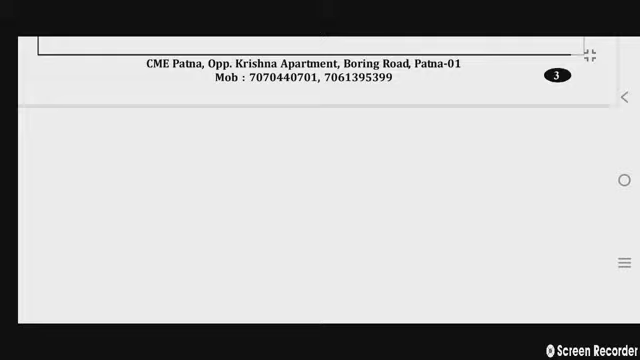 CME Patna, Opp. Krishna Apartment, Boring Road, Patna-01
Mob : 7070440701, 7061395399
3
Screen Recorder